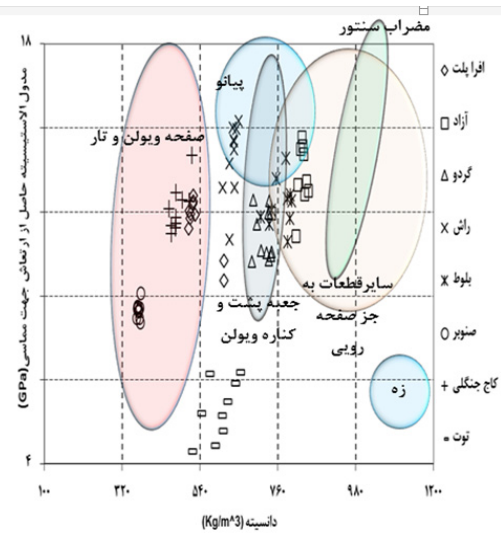 مضراب سنتور
۱۸
پیانو
صفحه ویولن و تار
سایرقطعات به
جز صفحه
رویی
جعبه پشت و
کناره ویولن
زه
۴
مدول الاستیسیته حاصل از ارتعاش جهت مماسی (GPa)
۱۰۰ ۳۲۰ ۵۴۰ ۷۶۰ ۹۸۰ ۱۲۰۰
دانسیته (Kg/m^3)
افرا پلت
آزاد
گردو
راش
بلوط
صنوبر
کاج جنگلی
توت